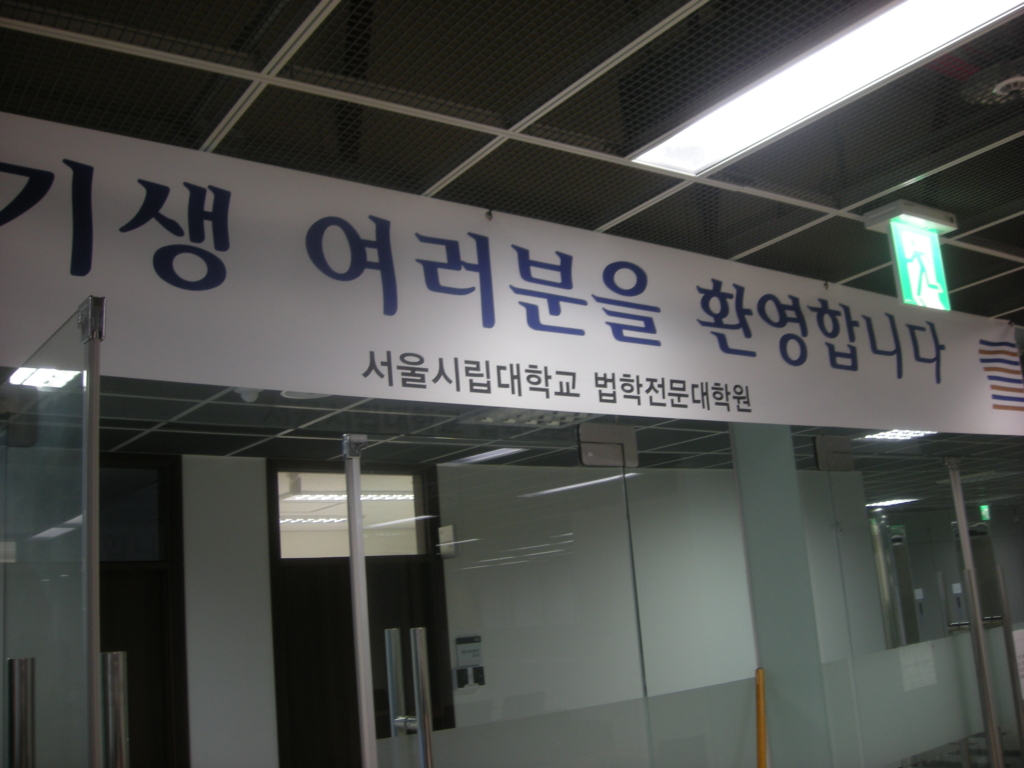 기생 여러분을 환영합니다
서울시립대학교 법학전문대학원